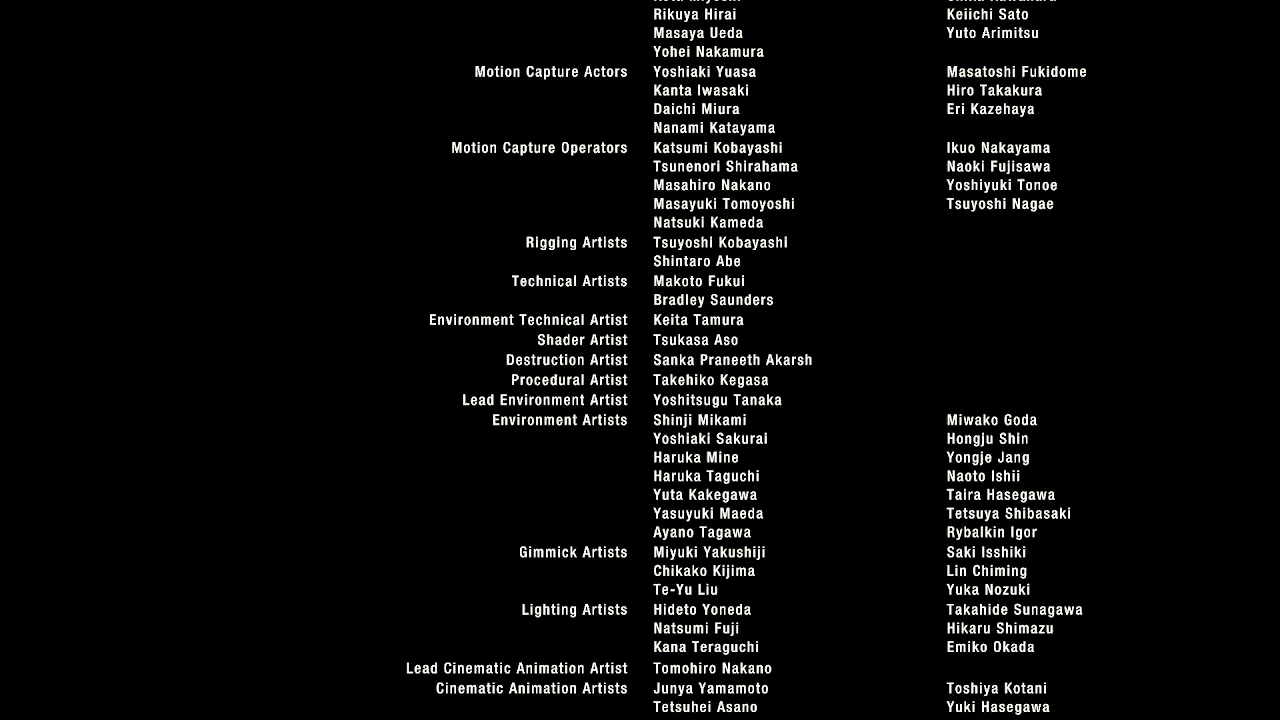 Rikuya Hirai Keiichi Sato
Masaya Ueda Yuto Arimitsu
Yohei Nakamura
Motion Capture Actors Yoshiaki Yuasa Masatoshi Fukidome
Kanta Iwasaki Hiro Takakura
Daichi Miura Eri Kazehaya
Nanami Katayama
Motion Capture Operators Katsumi Kobayashi Ikuo Nakayama
Tsunenori Shirahama Naoki Fujisawa
Masahiro Nakano Yoshiyuki Tonoe
Masayuki Tomoyoshi Tsuyoshi Nagae
Natsuki Kameda
Rigging Artists Tsuyoshi Kobayashi
Shintaro Abe
Technical Artists Makoto Fukui
Bradley Saunders
Environment Technical Artist Keita Tamura
Shader Artist Tsukasa Aso
Destruction Artist Sanka Praneeth Akarsh
Procedural Artist Takehiko Kegasa
Lead Environment Artist Yoshitsugu Tanaka
Environment Artists Shinji Mikami Miwako Goda
Yoshiaki Sakurai Hongju Shin
Haruka Mine Yongje Jang
Haruka Taguchi Naoto Ishii
Yuta Kakegawa Taira Hasegawa
Yasuyuki Maeda Tetsuya Shibasaki
Ayano Tagawa Rybalkin Igor
Gimmick Artists Miyuki Yakushiji Saki Isshiki
Chikako Kijima Lin Chiming
Te-Yu Liu Yuka Nozuki
Lighting Artists Hideto Yoneda Takahide Sunagawa
Natsumi Fuji Hikaru Shimazu
Kana Teraguchi Emiko Okada
Lead Cinematic Animation Artist Tomohiro Nakano
Cinematic Animation Artists Junya Yamamoto Toshiya Kotani
Tetsuhei Asano Yuki Hasegawa